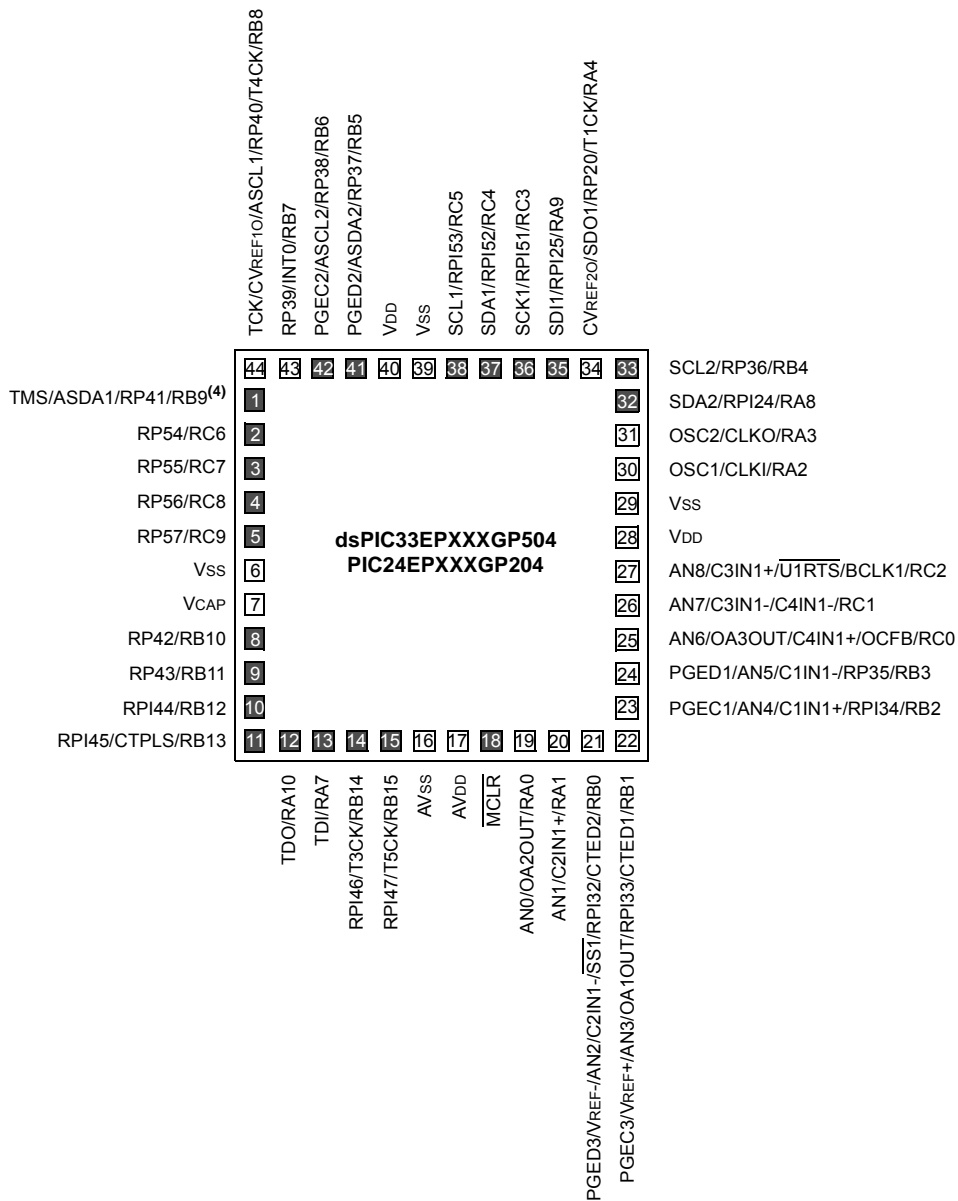 TCK/CVREF1O/ASCL1/RP40/T4CK/RB8
RP39/INT0/RB7
PGEC2/ASCL2/RP38/RB6
PGED2/ASDA2/RP37/RB5
VDD
VSS
SCL1/RPI53/RC5
SDA1/RPI52/RC4
SCK1/RPI51/RC3
SDI1/RPI25/RA9
CVREF2O/SDO1/RP20/T1CK/RA4
44 43 42 41 40 39 38 37 36 35 34 33
SCL2/RP36/RB4
TMS/ASDA1/RP41/RB9(4) 1
32 SDA2/RPI24/RA8
RP54/RC6 2
31 OSC2/CLKO/RA3
RP55/RC7 3
30 OSC1/CLKI/RA2
RP56/RC8 4
29 VSS
RP57/RC9 5
dsPIC33EPXXXGP504
28 VDD
VSS 6
PIC24EPXXXGP204
27 AN8/C3IN1+/U1RTS/BCLK1/RC2
VCAP 7
26 AN7/C3IN1-/C4IN1-/RC1
RP42/RB10 8
25 AN6/OA3OUT/C4IN1+/OCFB/RC0
RP43/RB11 9
24 PGED1/AN5/C1IN1-/RP35/RB3
RPI44/RB12 10
23 PGEC1/AN4/C1IN1+/RPI34/RB2
RPI45/CTPLS/RB13
11 12 13 14 15 16 17 18 19 20 21 22
TDO/RA10
TDI/RA7
RPI46/T3CK/RB14
RPI47/T5CK/RB15
AVSS
AVDD
MCLR
AN0/OA2OUT/RA0
AN1/C2IN1+/RA1
PGED3/VREF-/AN2/C2IN1-/SS1/RPI32/CTED2/RB0
PGEC3/VREF+/AN3/OA1OUT/RPI33/CTED1/RB1